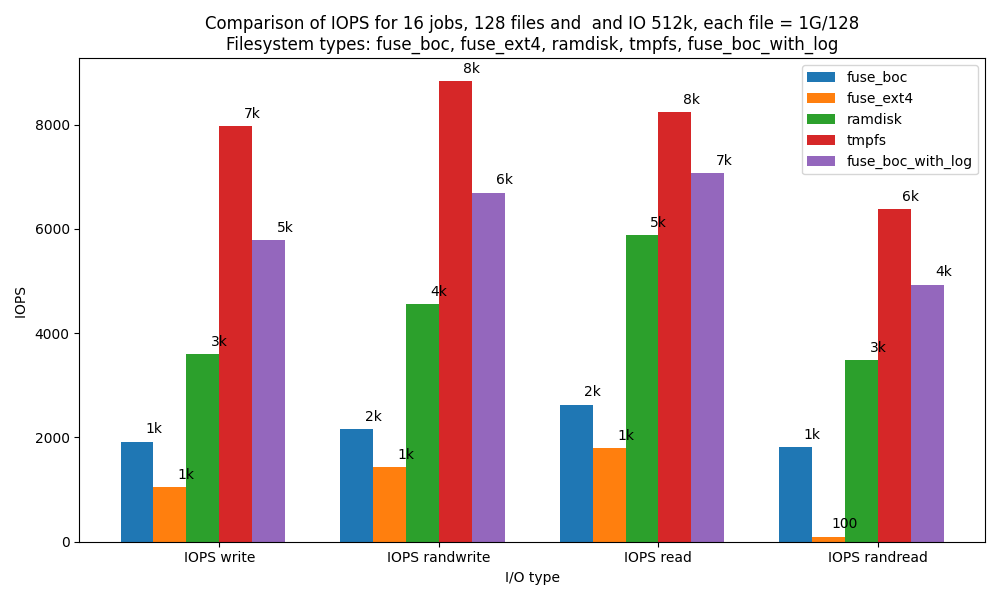 Comparison of IOPS for 16 jobs, 128 files and  and IO 512k, each file = 1G/128
Filesystem types: fuse_boc, fuse_ext4, ramdisk, tmpfs, fuse_boc_with_log
fuse_boc
fuse_ext4
ramdisk
tmpfs
fuse_boc_with_log
IOPS
8000
6000
4000
2000
0
1k
1k
3k
7k
5k
2k
1k
4k
8k
6k
2k
1k
5k
8k
7k
1k
100
3k
6k
4k
IOPS write
IOPS randwrite
IOPS read
IOPS randread
I/O type